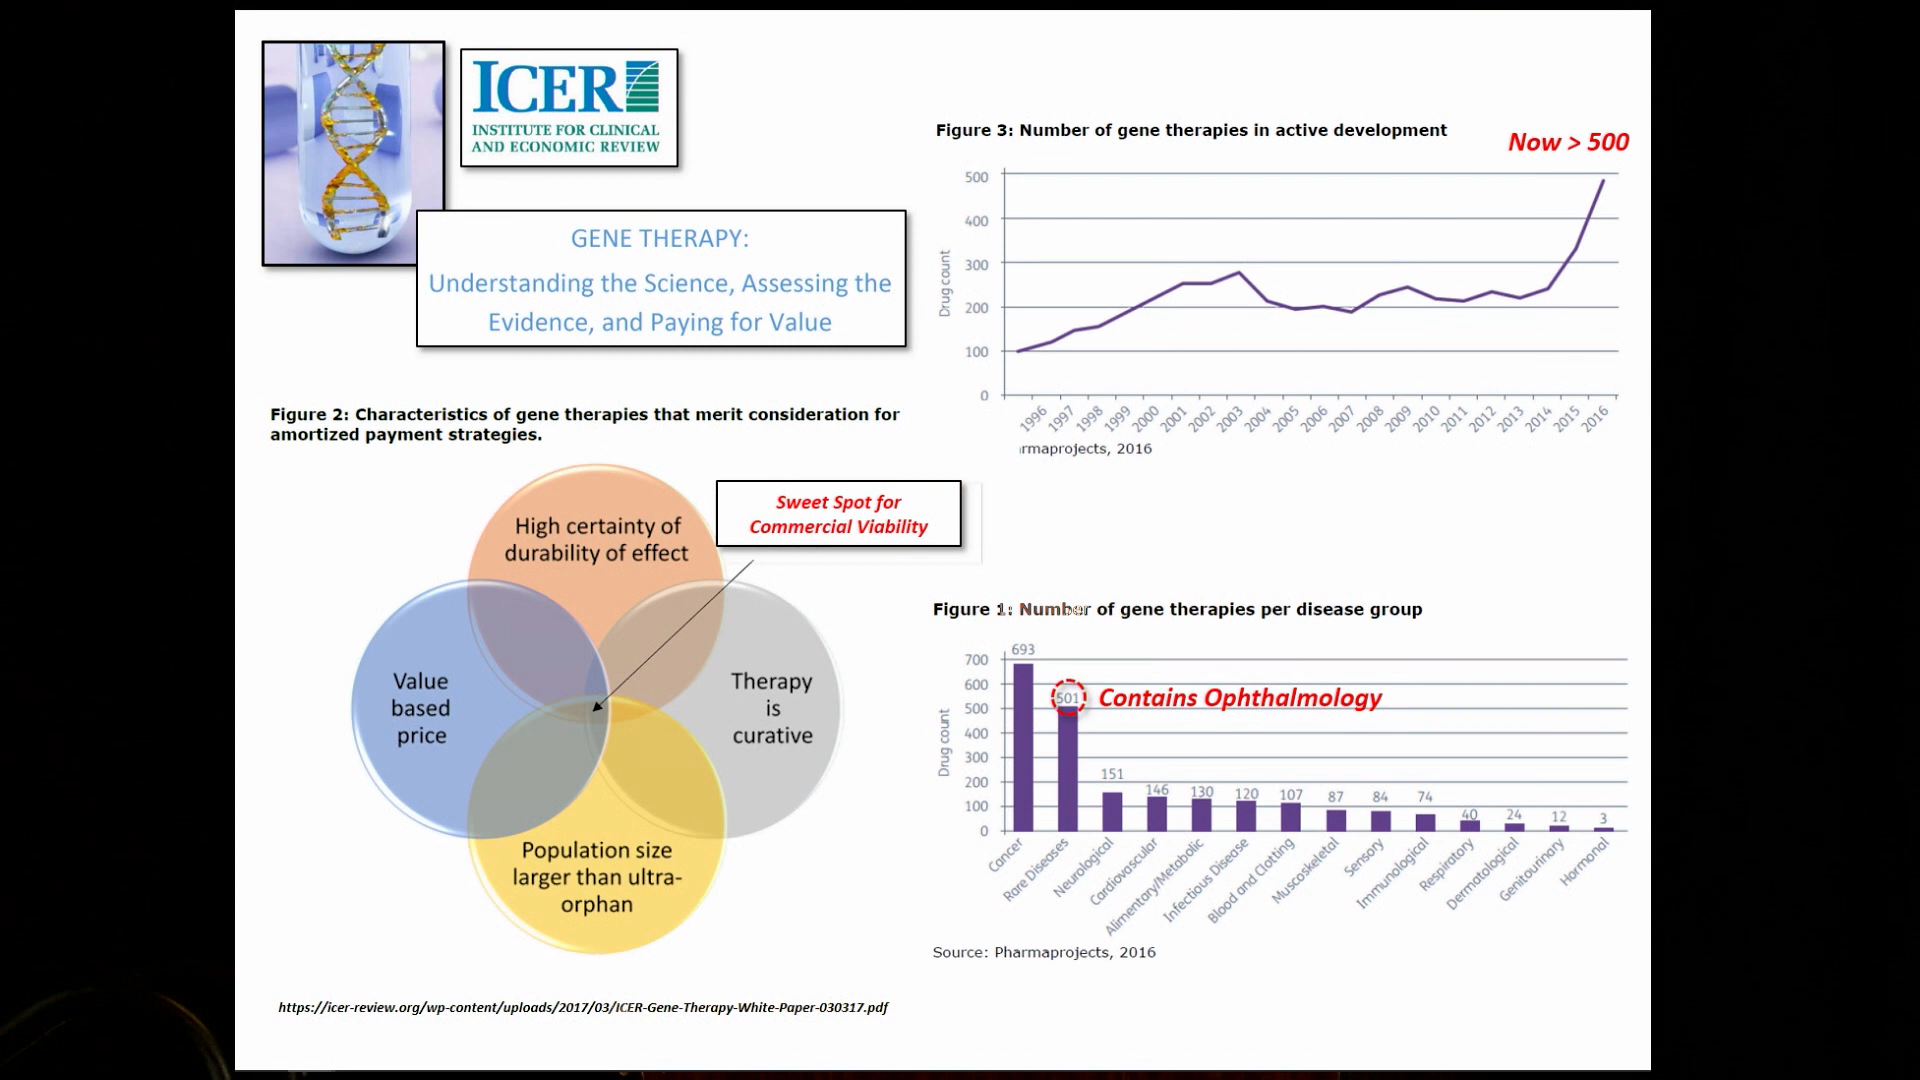 ICER
INSTITUTE FOR CLINICAL
AND ECONOMIC REVIEW
GENE THERAPY:
Understanding the Science, Assessing the
Evidence, and Paying for Value
Figure 2: Characteristics of gene therapies that merit consideration for
amortized payment strategies.
High certainty of
durability of effect
Sweet Spot for
Commercial Viability
Value
based
price
Therapy
is
curative
Population size
larger than ultra-
orphan
https://icer-review.org/wp-content/uploads/2017/03/ICER-Gene-Therapy-White-Paper-030317.pdf
Figure 3: Number of gene therapies in active development
Now > 500
Drug count
500
400
300
200
100
0
1996 1997 1998 1999 2000 2001 2002 2003 2004 2005 2006 2007 2008 2009 2010 2011 2012 2013 2014 2015 2016
rmaprojects, 2016
Figure 1: Number of gene therapies per disease group
Contains Ophthalmology
Drug count
700
600
500
400
300
200
100
0
693 501 151 146 130 120 107 87 84 74 40 24 12 3
Cancer
Rare Diseases
Neurological
Cardiovascular
Alimentary/Metabolic
Infectious Disease
Blood and Clotting
Muscoskeletal
Sensory
Immunological
Respiratory
Dermatological
Genitourinary
Hormonal
Source: Pharmaprojects, 2016